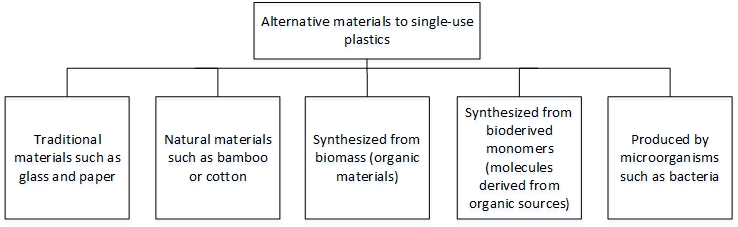 Alternative materials to single-use
plastics
Traditional
materials such as
glass and paper
Natural materials
such as bamboo
or cotton
Synthesized from
biomass (organic
materials)
Synthesized from
bioderived
monomers
(molecules
derived from
organic sources)
Produced by
microorganisms
such as bacteria